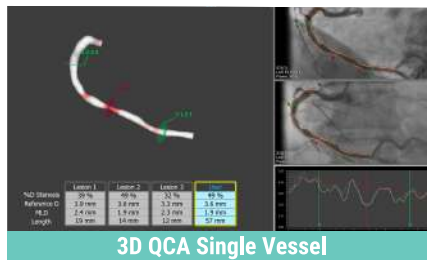 Lesion 1 Lesion 2 Lesion 3 User
%D Stenosis 39 % 49 % 32 % 49 %
Reference D 3.9 mm 3.8 mm 3.3 mm 3.6 mm
MLD 2.4 mm 1.9 mm 2.3 mm 1.9 mm
Length 19 mm 14 mm 12 mm 57 mm
3D QCA Single Vessel